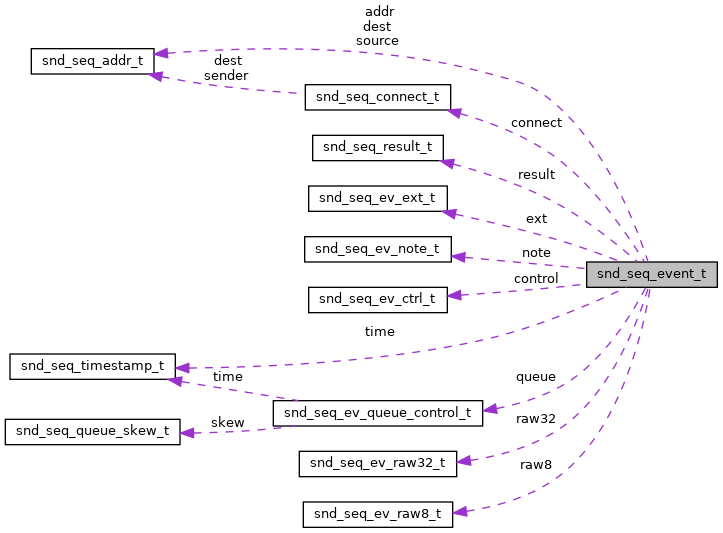 addr
dest
source
snd_seq_addr_t
dest
sender
snd_seq_connect_t
connect
snd_seq_result_t
result
snd_seq_ev_ext_t
ext
snd_seq_ev_note_t
note
snd_seq_event_t
control
snd_seq_ev_ctrl_t
time
snd_seq_timestamp_t
time
queue
snd_seq_ev_queue_control_t
skew
snd_seq_queue_skew_t
raw32
snd_seq_ev_raw32_t
raw8
snd_seq_ev_raw8_t